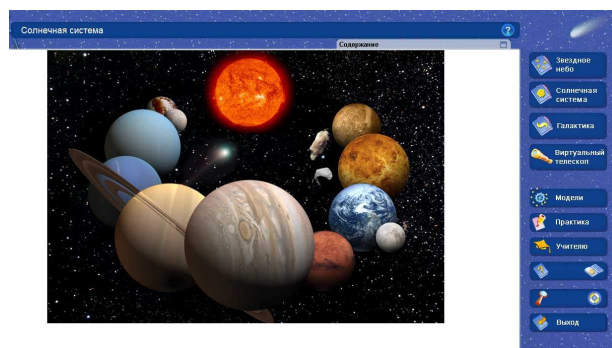 Солнечная система
?
Содержание
Звездное
небо
Солнечная
система
Галактика
Виртуальный
телескоп
Модели
Практика
Учителю
Выход